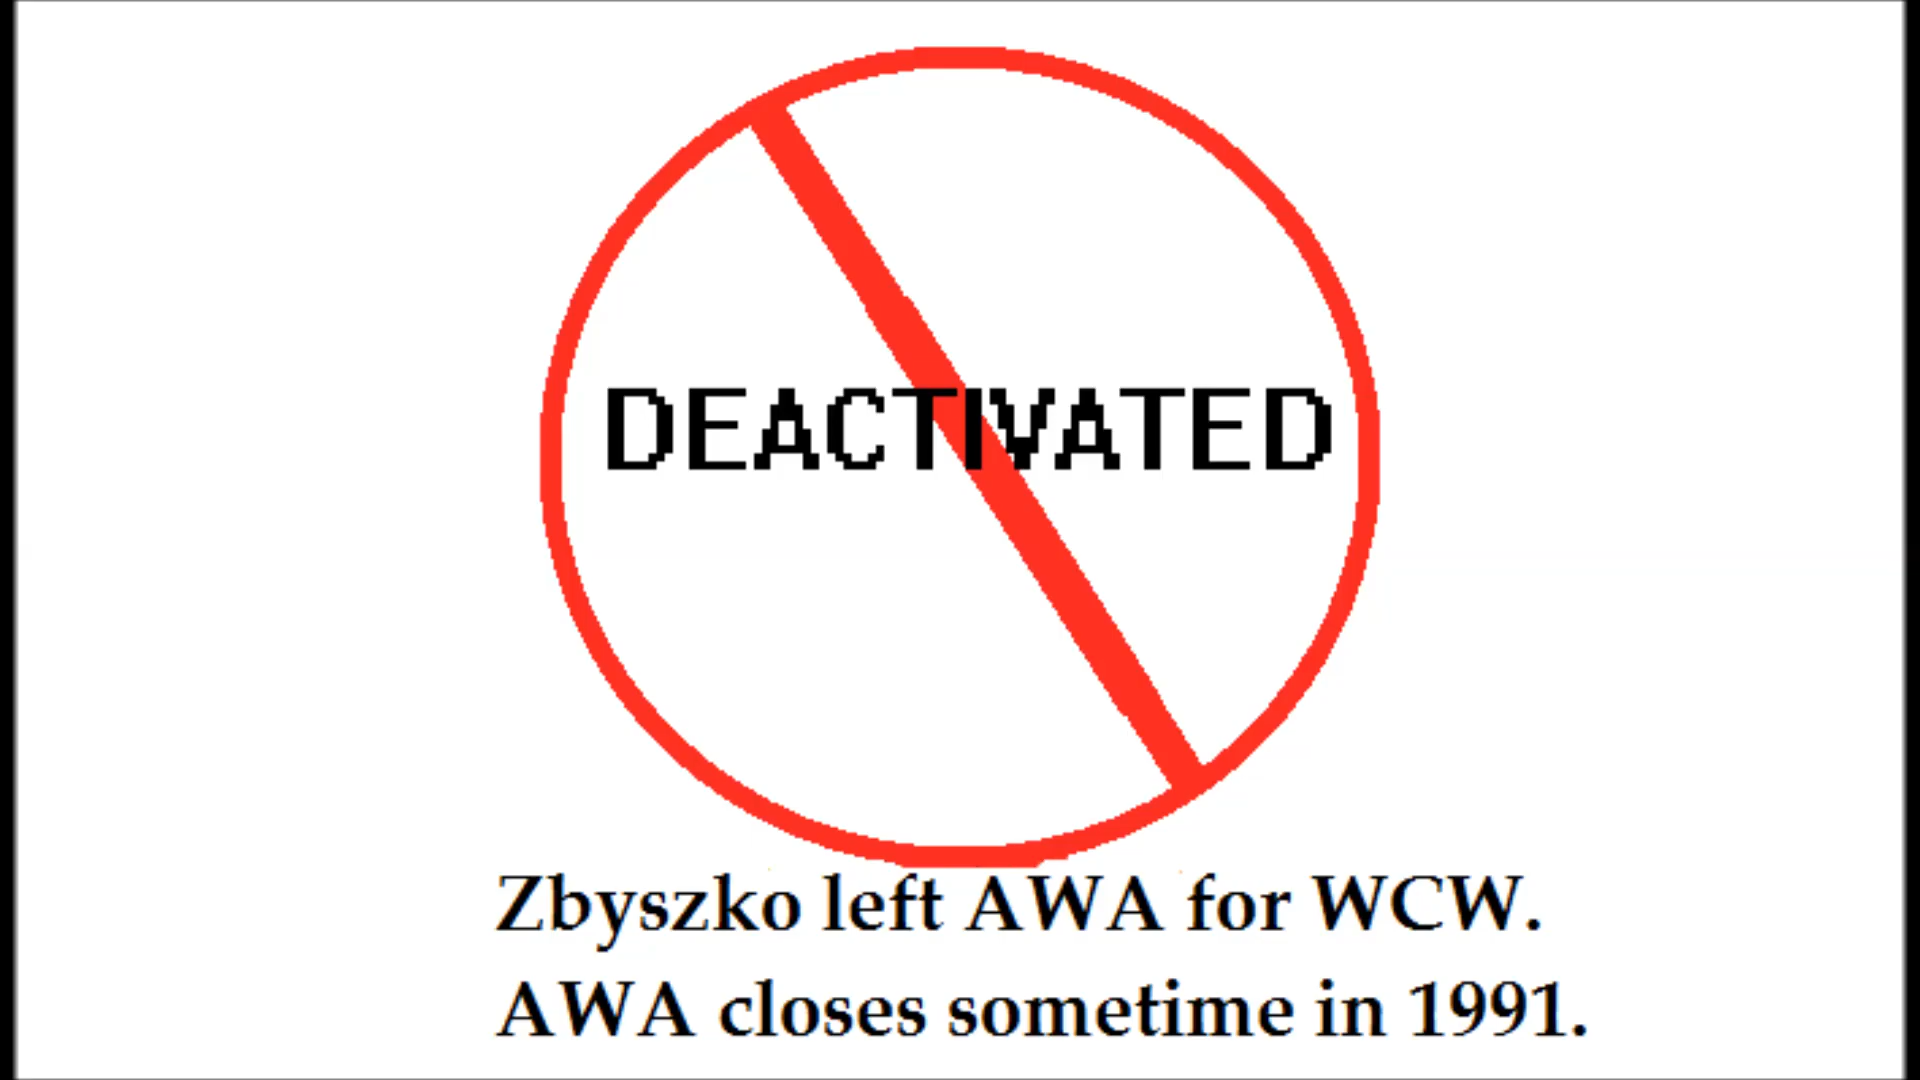 DEACTIVATED
Zbyszko left AWA for WCW.
AWA closes sometime in 1991.